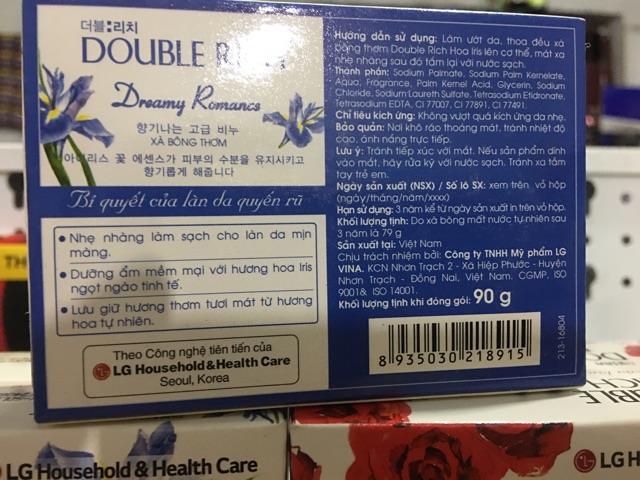 더블:리치
DOUBLE
Dreamy Romance
향기나는 고급 비누
XÀ BÔNG THƠM
아이리스 꽃 에센스가 피부의 수분을 유지시키고
향기롭게 해줍니다
Bí quyết của làn da quyến rũ
• Nhẹ nhàng làm sạch cho làn da mịn
màng.
• Dưỡng ẩm mềm mại với hương hoa Iris
ngọt ngào tinh tế.
• Lưu giữ hương thơm tươi mát từ hương
hoa tự nhiên.
Theo Công nghệ tiên tiến của
LG Household & Health Care
Seoul, Korea
Hướng dẫn sử dụng: Làm ướt da, thoa đều xà
bông thơm Double Rich Hoa Iris lên cơ thể, mát xa
nhẹ nhàng sau đó tắm lại với nước sạch.
Thành phần: Sodium Palmate, Sodium Palm Kernelate,
Aqua, Fragrance, Palm Kernel Acid, Glycerin, Sodium
Chloride, Sodium Laureth Sulfate, Tetrasodium Etidronate,
Tetrasodium EDTA, CI 77007, CI 77891, CI 77491.
Chỉ tiêu kích ứng: Không vượt quá kích ứng da nhẹ.
Bảo quản: Nơi khô ráo thoáng mát, tránh nhiệt độ
cao, ánh nắng trực tiếp.
Lưu ý: Tránh tiếp xúc với mắt. Nếu sản phẩm dính
vào mắt, hãy rửa kỹ với nước sạch. Tránh xa tầm
tay trẻ em.
Ngày sản xuất (NSX) / Số lô SX: xem trên vỏ hộp
(ngày/tháng/năm/xxxx)
Hạn sử dụng: 3 năm kể từ ngày sản xuất in trên vỏ hộp.
Khối lượng tịnh: Do xà bông mất nước tự nhiên sau
3 năm là 79 g
Sản xuất tại: Việt Nam
Chịu trách nhiệm bởi: Công ty TNHH Mỹ phẩm LG
VINA. KCN Nhơn Trạch 2 - Xã Hiệp Phước - Huyện
Nhơn Trạch - Đồng Nai, Việt Nam. CGMP, ISO
9001& ISO 14001.
Khối lượng tịnh khi đóng gói: 90 g
8 935030 218915
213-16804
TH
LG Household & Health Care
LG H